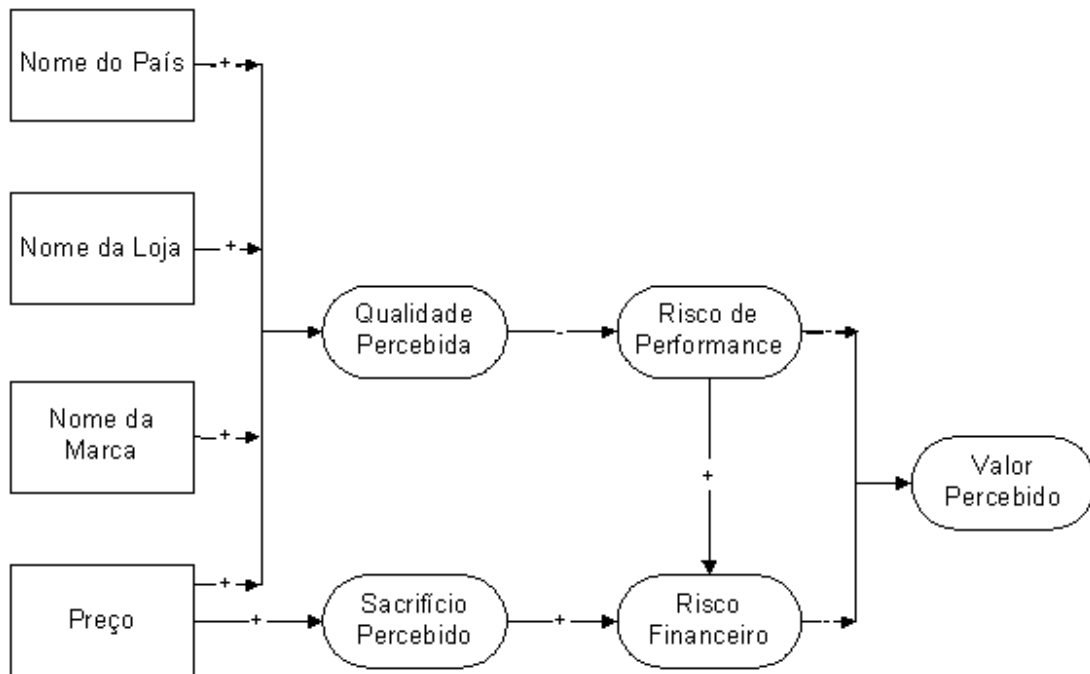 Nome do País
+
Nome da Loja
+
Nome da
Marca
+
Preço
+
+
Qualidade
Percebida
-
Risco de
Performance
-
+
Sacrifício
Percebido
+
Risco
Financeiro
-
Valor
Percebido